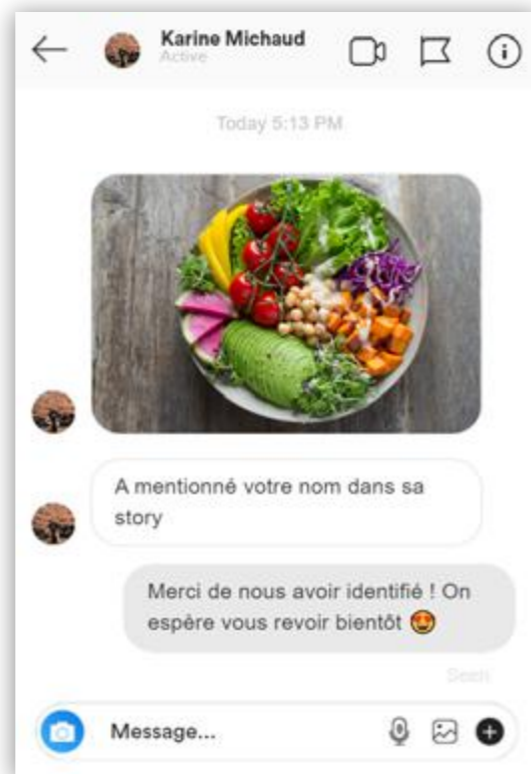 Karine Michaud
Active
Today 5:13 PM
A mentionné votre nom dans sa
story
Merci de nous avoir identifié ! On
espère vous revoir bientôt 😍
Seen
Message...